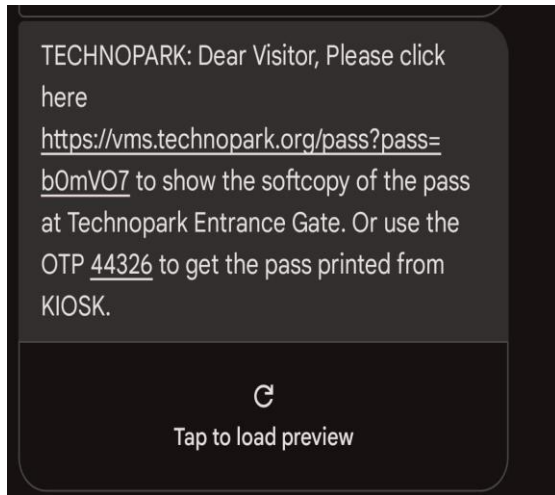 TECHNOPARK: Dear Visitor, Please click
here
https://vms.technopark.org/pass?pass=
b0mVO7 to show the softcopy of the pass
at Technopark Entrance Gate. Or use the
OTP 44326 to get the pass printed from
KIOSK.
Tap to load preview